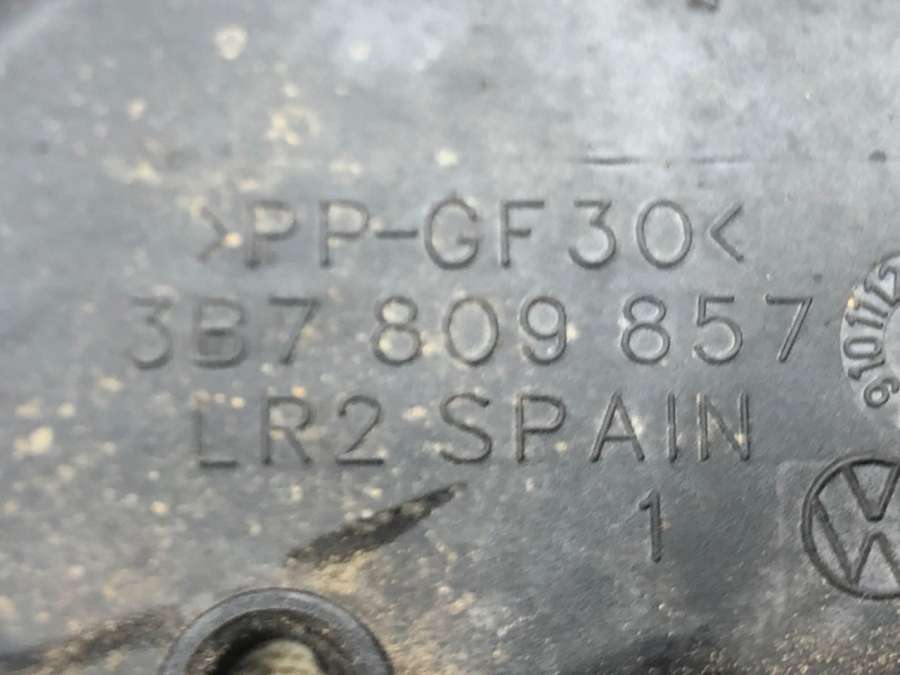 >PP-GF30<
3B7 809 857
LR2 SPAIN
1